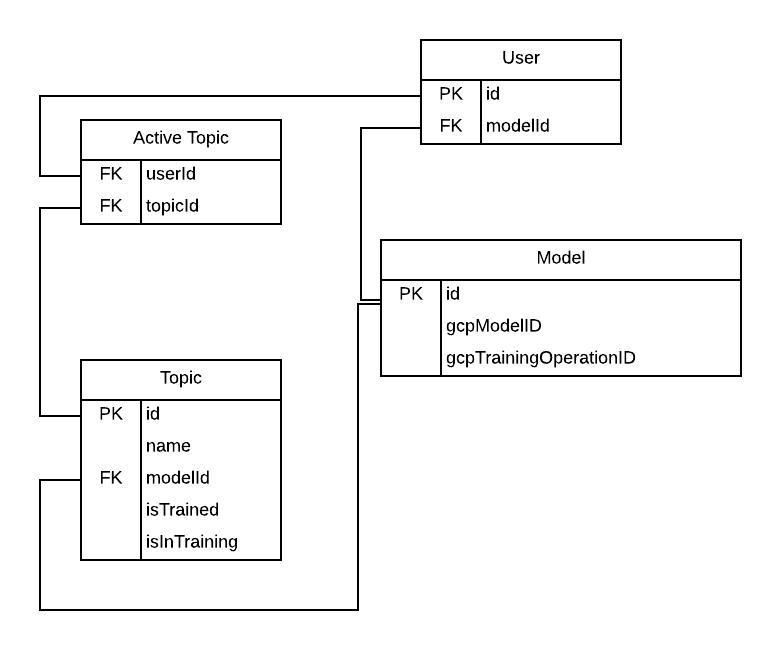 User
PK id
FK modelId
Active Topic
FK userId
FK topicId
Model
PK id
gcpModelID
gcpTrainingOperationID
Topic
PK id
name
FK modelId
isTrained
isInTraining